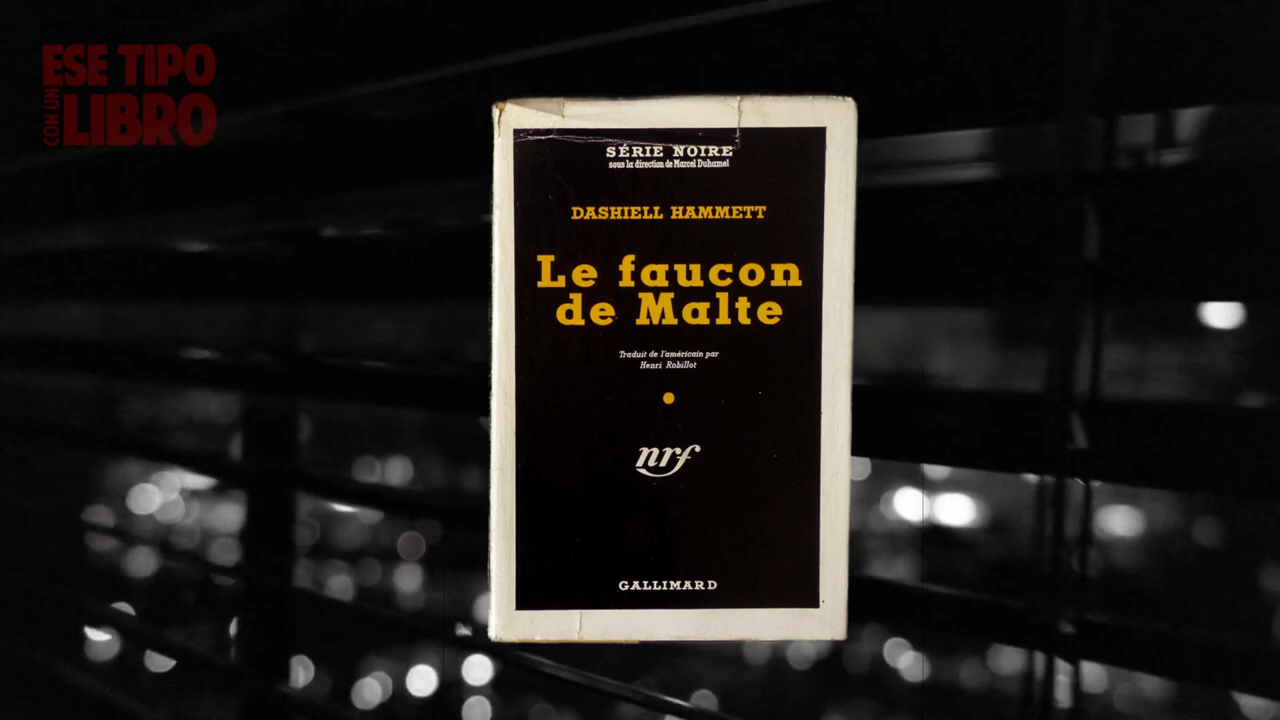 ESE TIPO
CON UN
LIBRO
SÉRIE NOIRE
sous la direction de Marcel Duhamel
DASHIELL HAMMETT
Le faucon
de Malte
Traduit de l'américain par
Henri Robillot
nrf
GALLIMARD